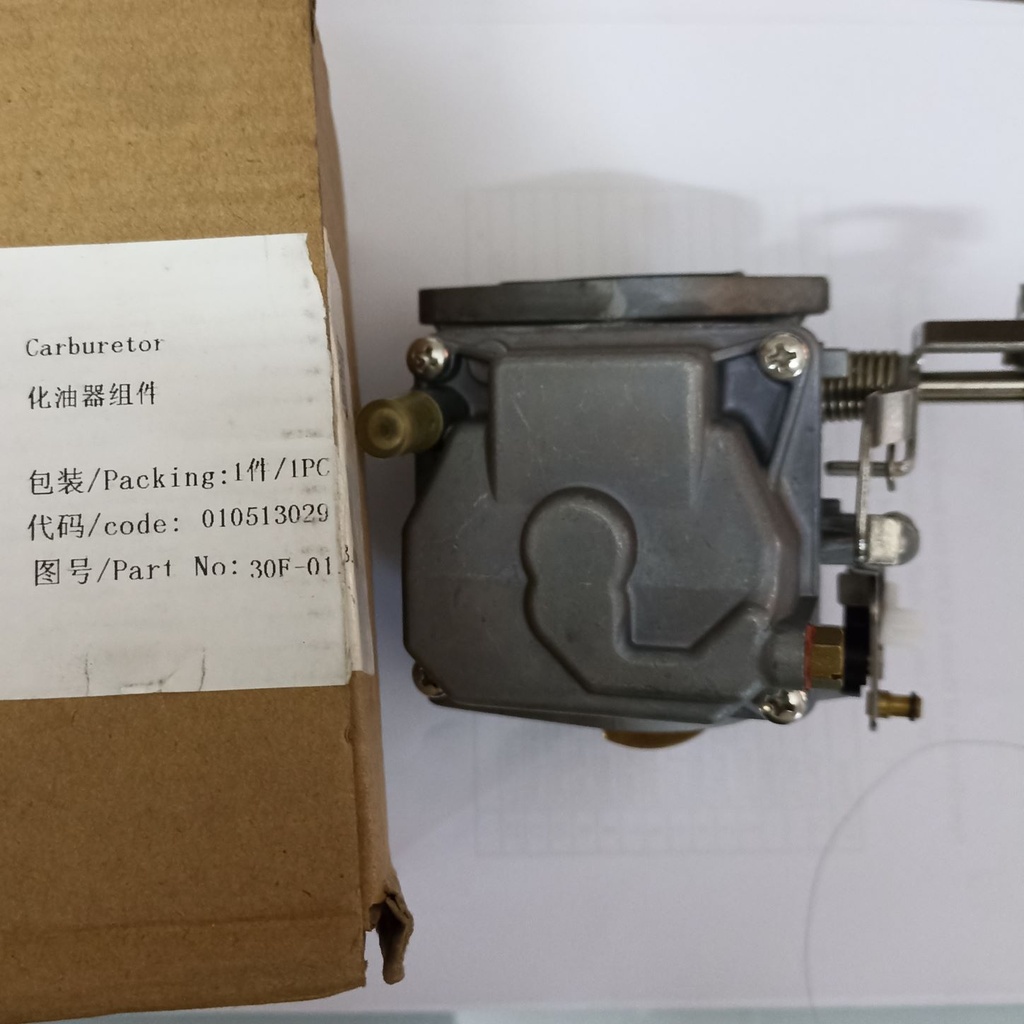 Carburetor
化油器组件
包装/Packing:1件/1PC
代码/code: 010513029
图号/Part No: 30F-01